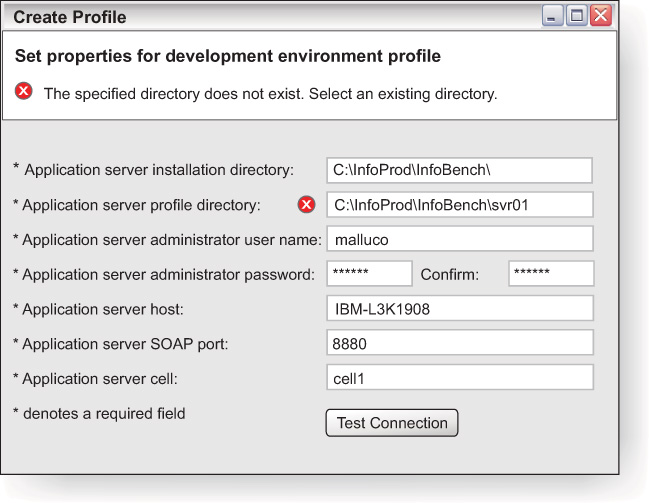 Create Profile
Set properties for development environment profile
The specified directory does not exist. Select an existing directory.
* Application server installation directory: C:\InfoProd\InfoBench\
* Application server profile directory: C:\InfoProd\InfoBench\svr01
* Application server administrator user name: malluco
* Application server administrator password: ****** Confirm: ******
* Application server host: IBM-L3K1908
* Application server SOAP port: 8880
* Application server cell: cell1
* denotes a required field
Test Connection